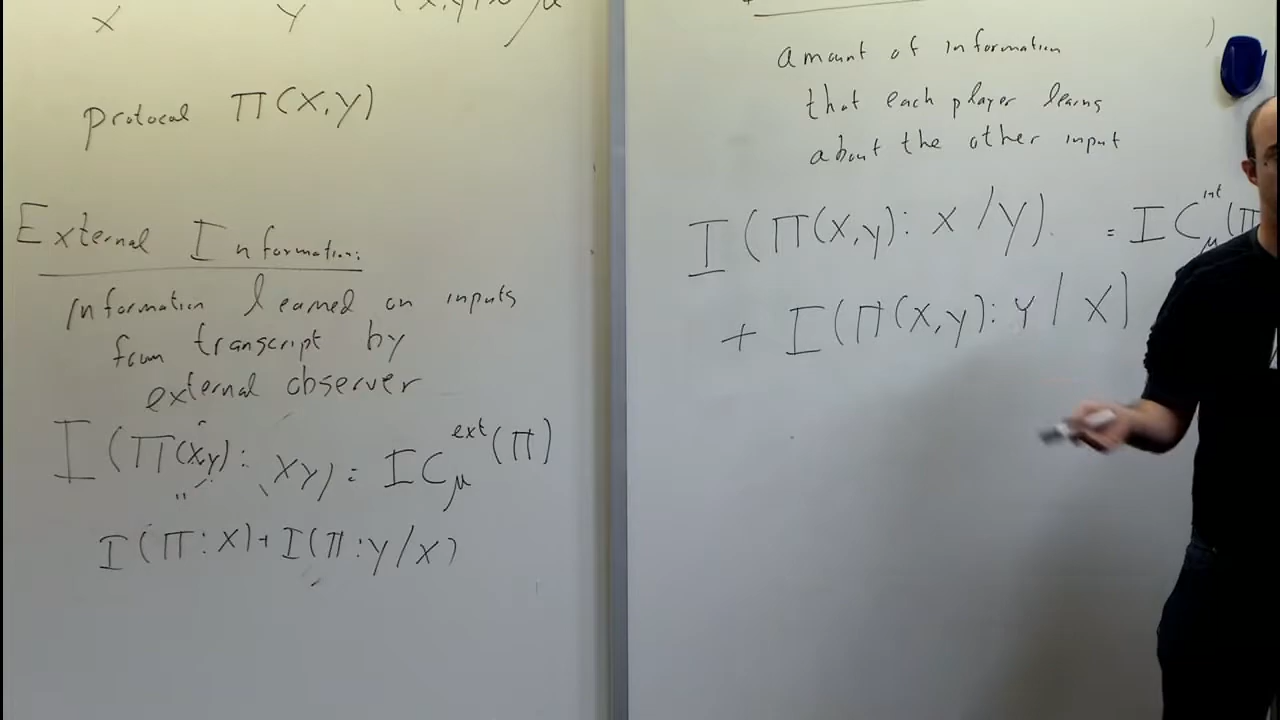 x y (x,y) ~ μ
protocal Π(X,Y)
External Information:
Information learned on inputs
from transcript by
external observer
I(Π(x,y): XY) = IC_μ^ext(Π)
"
I(Π:X) + I(Π:Y/X)
amount of information
that each player learns
about the other input
I(Π(X,Y): X/Y) = IC_μ^int(Π
+ I(Π(X,Y): Y/X)